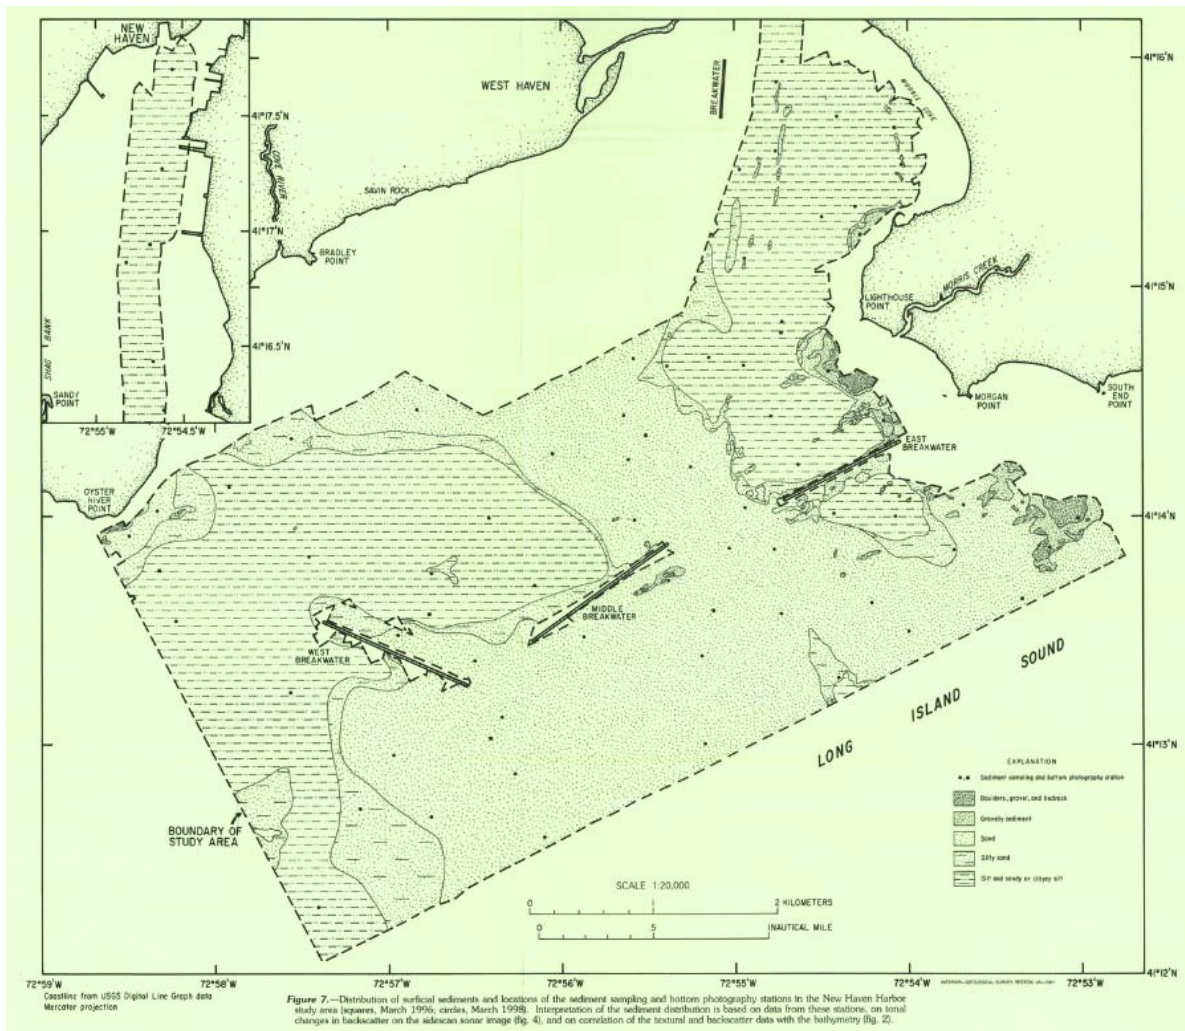 NEW
HAVEN
WEST HAVEN
BREAKWATER
MORRIS COVE
41°16'N
41°17.5'N
COVE RIVER
SAVIN ROCK
41°17'N
BRADLEY
POINT
MORRIS CREEK
41°15'N
LIGHTHOUSE
POINT
SHAG BANK
41°16.5'N
SANDY
POINT
72°55'W
72°54.5'W
MORGAN
POINT
SOUTH
END
POINT
EAST
BREAKWATER
OYSTER
RIVER
POINT
41°14'N
MIDDLE
BREAKWATER
WEST
BREAKWATER
LONG ISLAND SOUND
41°13'N
BOUNDARY OF
STUDY AREA
EXPLANATION
Sediment sampling and bottom photography station
Boulders, gravel, and bedrock
Gravelly sediment
Sand
Silty sand
Silt and sandy or clayey silt
SCALE 1:20,000
0 1 2 KILOMETERS
0 .5 1NAUTICAL MILE
41°12'N
72°59'W
72°58'W
72°57'W
72°56'W
72°55'W
72°54'W
72°53'W
Coastline from USGS Digital Line Graph data
Mercator projection
Figure 7.—Distribution of surficial sediments and locations of the sediment sampling and bottom photography stations in the New Haven Harbor
study area (squares, March 1996; circles, March 1998). Interpretation of the sediment distribution is based on data from these stations, on tonal
changes in backscatter on the sidescan sonar image (fig. 4), and on correlation of the textural and backscatter data with the bathymetry (fig. 2).